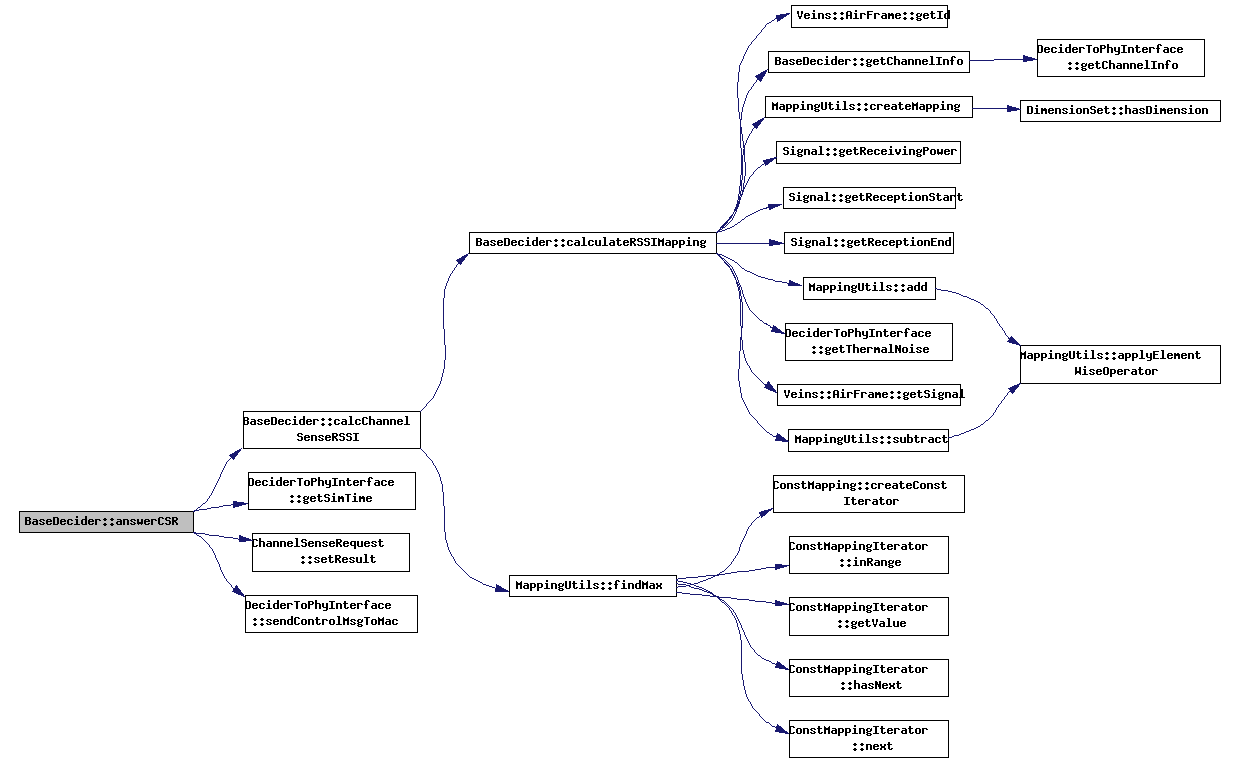 Veins::AirFrame::getId
BaseDecider::getChannelInfo
DeciderToPhyInterface
::getChannelInfo
MappingUtils::createMapping
DimensionSet::hasDimension
Signal::getReceivingPower
Signal::getReceptionStart
BaseDecider::calculateRSSIMapping
Signal::getReceptionEnd
MappingUtils::add
DeciderToPhyInterface
::getThermalNoise
MappingUtils::applyElement
WiseOperator
Veins::AirFrame::getSignal
BaseDecider::calcChannel
SenseRSSI
MappingUtils::subtract
DeciderToPhyInterface
::getSimTime
ConstMapping::createConst
Iterator
BaseDecider::answerCSR
ChannelSenseRequest
::setResult
ConstMappingIterator
::inRange
MappingUtils::findMax
DeciderToPhyInterface
::sendControlMsgToMac
ConstMappingIterator
::getValue
ConstMappingIterator
::hasNext
ConstMappingIterator
::next